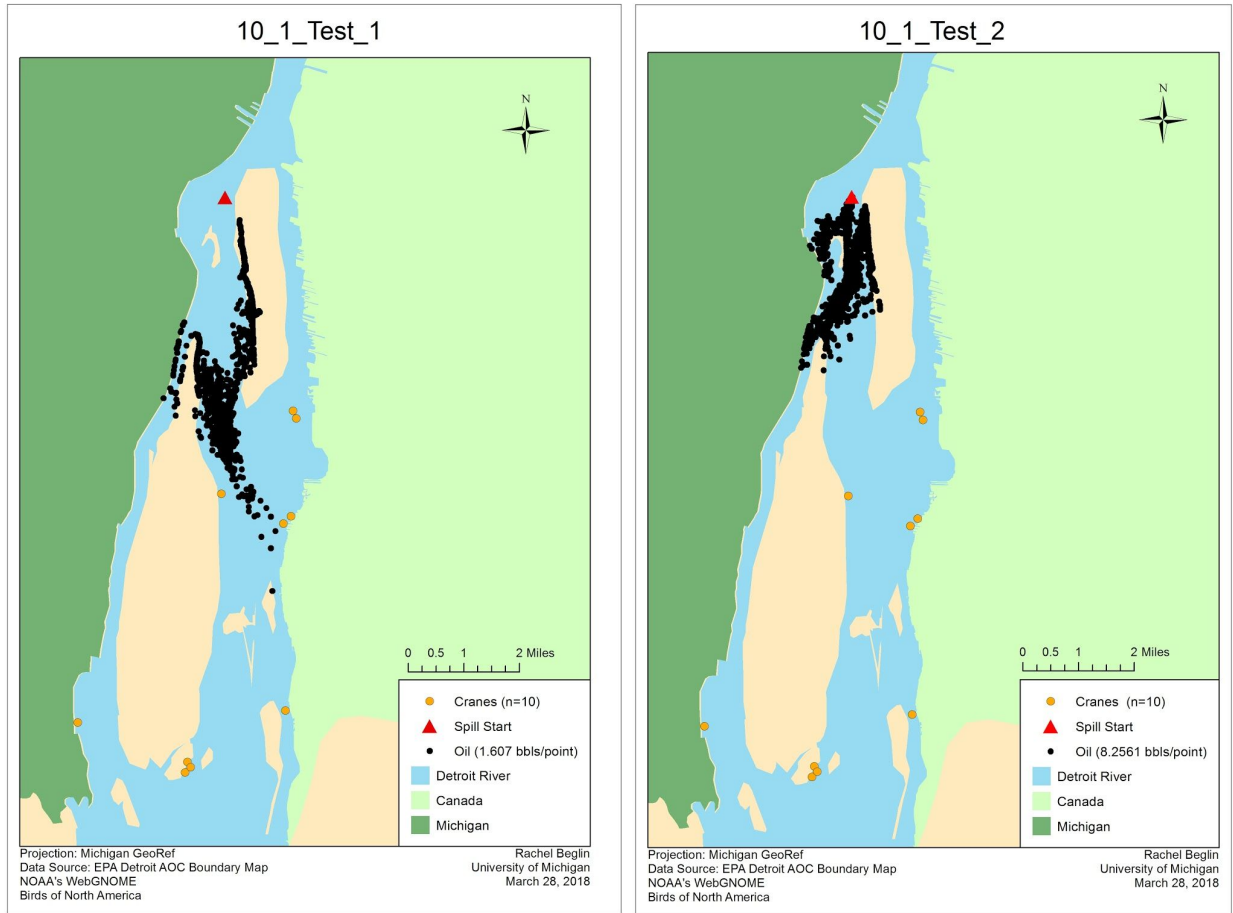 10_1_Test_1
N
0 0.5 1 2 Miles
Cranes (n=10)
Spill Start
Oil (1.607 bbls/point)
Detroit River
Canada
Michigan
Projection: Michigan GeoRef
Data Source: EPA Detroit AOC Boundary Map
NOAA's WebGNOME
Birds of North America
Rachel Beglin
University of Michigan
March 28, 2018
10_1_Test_2
N
0 0.5 1 2 Miles
Cranes (n=10)
Spill Start
Oil (8.2561 bbls/point)
Detroit River
Canada
Michigan
Projection: Michigan GeoRef
Data Source: EPA Detroit AOC Boundary Map
NOAA's WebGNOME
Birds of North America
Rachel Beglin
University of Michigan
March 28, 2018